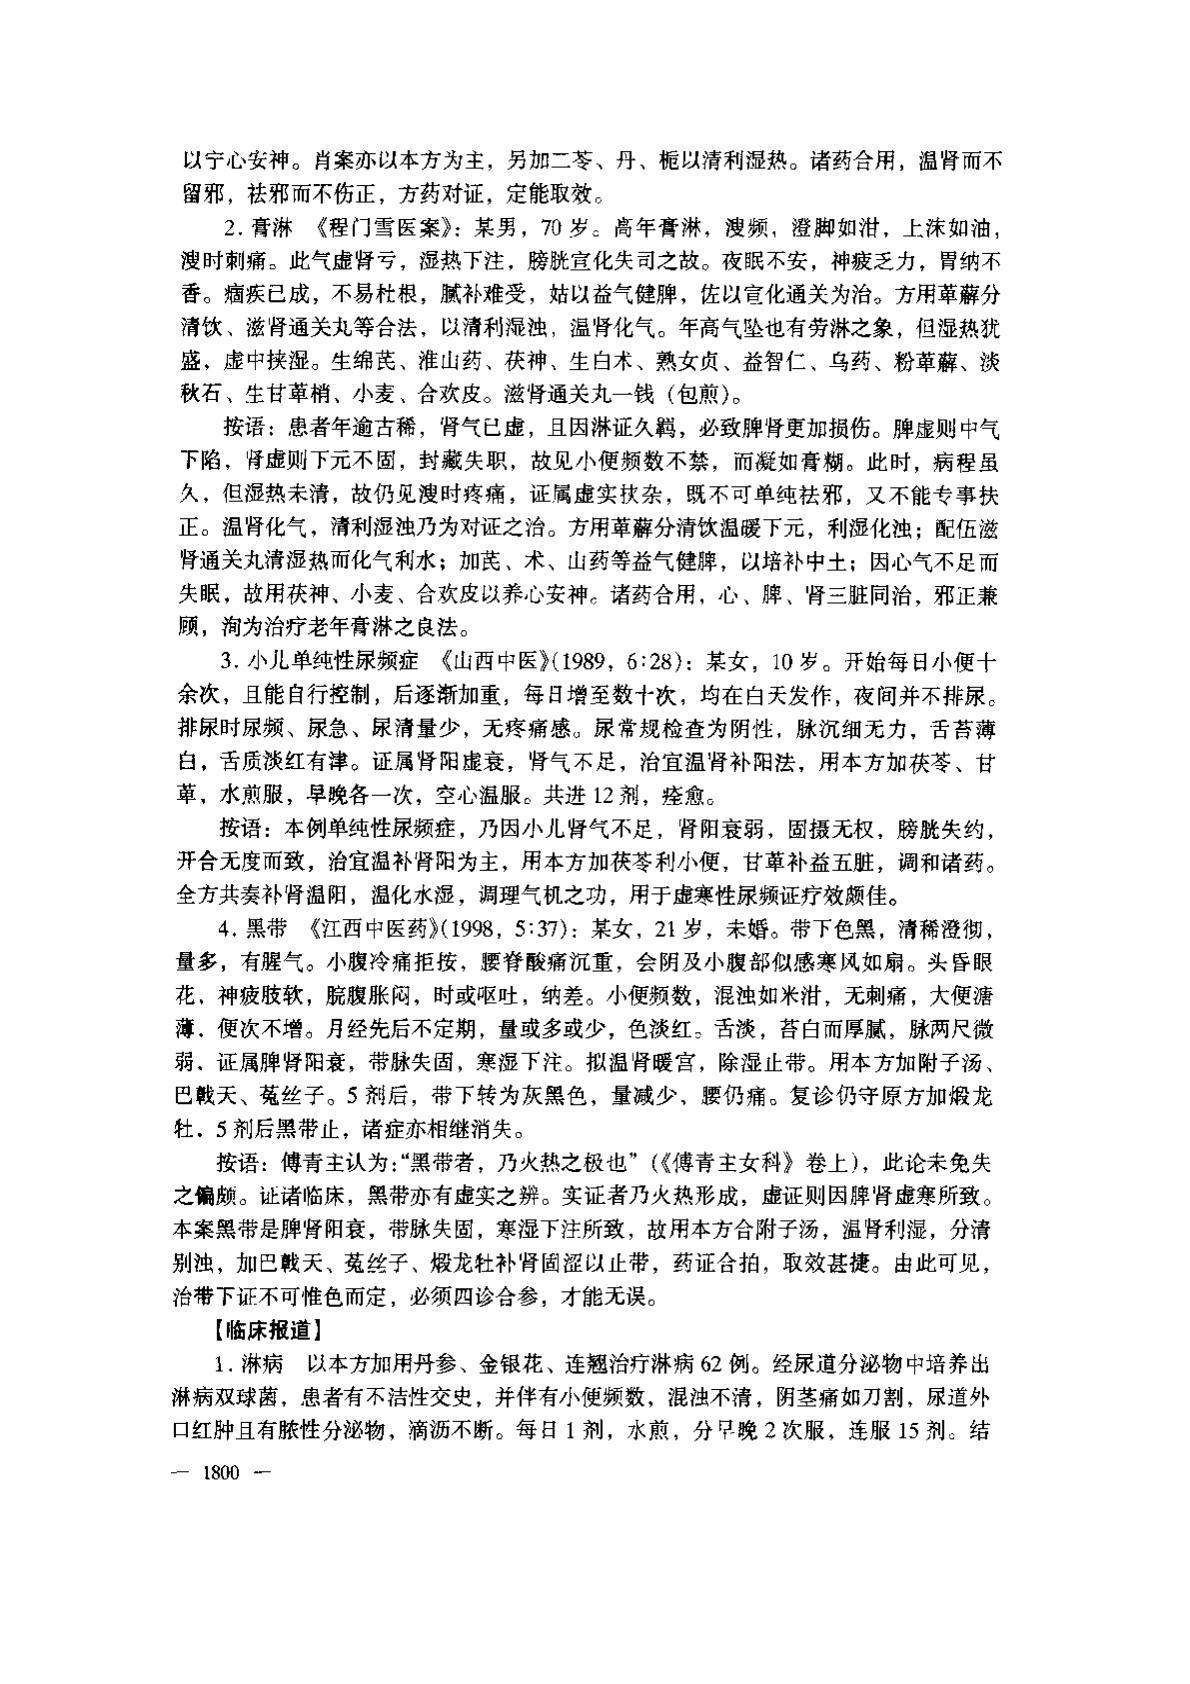 以宁心安神。肖案亦以本方为主，另加二苓、丹、栀以清利湿热。诸药合用，温肾而不
留邪，祛邪而不伤正，方药对证，定能取效。
2. 膏淋　《程门雪医案》：某男，70 岁。高年膏淋，溲频，澄脚如泔，上沫如油，
溲时刺痛。此气虚肾亏，湿热下注，膀胱宣化失司之故。夜眠不安，神疲乏力，胃纳不
香。痼疾已成，不易杜根，腻补难受，姑以益气健脾，佐以宣化通关为治。方用萆薢分
清饮、滋肾通关丸等合法，以清利湿浊，温肾化气。年高气坠也有劳淋之象，但湿热犹
盛，虚中挟湿。生绵芪、淮山药、茯神、生白术、熟女贞、益智仁、乌药、粉萆薢、淡
秋石、生甘草梢、小麦、合欢皮。滋肾通关丸一钱（包煎）。
按语：患者年逾古稀，肾气已虚，且因淋证久羁，必致脾肾更加损伤。脾虚则中气
下陷，肾虚则下元不固，封藏失职，故见小便频数不禁，而凝如膏糊。此时，病程虽
久，但湿热未清，故仍见溲时疼痛，证属虚实扶杂，既不可单纯祛邪，又不能专事扶
正。温肾化气，清利湿浊乃为对证之治。方用萆薢分清饮温暖下元，利湿化浊；配伍滋
肾通关丸清湿热而化气利水；加芪、术、山药等益气健脾，以培补中土；因心气不足而
失眠，故用茯神、小麦、合欢皮以养心安神。诸药合用，心、脾、肾三脏同治，邪正兼
顾，洵为治疗老年膏淋之良法。
3. 小儿单纯性尿频症　《山西中医》(1989，6:28)：某女，10 岁。开始每日小便十
余次，且能自行控制，后逐渐加重，每日增至数十次，均在白天发作，夜间并不排尿。
排尿时尿频、尿急、尿清量少，无疼痛感。尿常规检查为阴性，脉沉细无力，舌苔薄
白，舌质淡红有津。证属肾阳虚衰，肾气不足，治宜温肾补阳法，用本方加茯苓、甘
草，水煎服，早晚各一次，空心温服。共进 12 剂，痊愈。
按语：本例单纯性尿频症，乃因小儿肾气不足，肾阳衰弱，固摄无权，膀胱失约，
开合无度而致，治宜温补肾阳为主，用本方加茯苓利小便，甘草补益五脏，调和诸药。
全方共奏补肾温阳，温化水湿，调理气机之功，用于虚寒性尿频证疗效颇佳。
4. 黑带　《江西中医药》(1998，5:37)：某女，21 岁，未婚。带下色黑，清稀澄彻，
量多，有腥气。小腹冷痛拒按，腰脊酸痛沉重，会阴及小腹部似感寒风如扇。头昏眼
花，神疲肢软，脘腹胀闷，时或呕吐，纳差。小便频数，混浊如米泔，无刺痛，大便溏
薄，便次不增。月经先后不定期，量或多或少，色淡红。舌淡，苔白而厚腻，脉两尺微
弱，证属脾肾阳衰，带脉失固，寒湿下注。拟温肾暖宫，除湿止带。用本方加附子汤、
巴戟天、菟丝子。5 剂后，带下转为灰黑色，量减少，腰仍痛。复诊仍守原方加煅龙
牡，5 剂后黑带止，诸症亦相继消失。
按语：傅青主认为：“黑带者，乃火热之极也”（《傅青主女科》卷上），此论未免失
之偏颇。证诸临床，黑带亦有虚实之辨。实证者乃火热形成，虚证则因脾肾虚寒所致。
本案黑带是脾肾阳衰，带脉失固，寒湿下注所致，故用本方合附子汤，温肾利湿，分清
别浊，加巴戟天、菟丝子、煅龙牡补肾固涩以止带，药证合拍，取效甚捷。由此可见，
治带下证不可惟色而定，必须四诊合参，才能无误。
【临床报道】
1. 淋病　以本方加用丹参、金银花、连翘治疗淋病 62 例。经尿道分泌物中培养出
淋病双球菌，患者有不洁性交史，并伴有小便频数，混浊不清，阴茎痛如刀割，尿道外
口红肿且有脓性分泌物，滴沥不断。每日 1 剂，水煎，分早晚 2 次服，连服 15 剂。结
— 1800 —